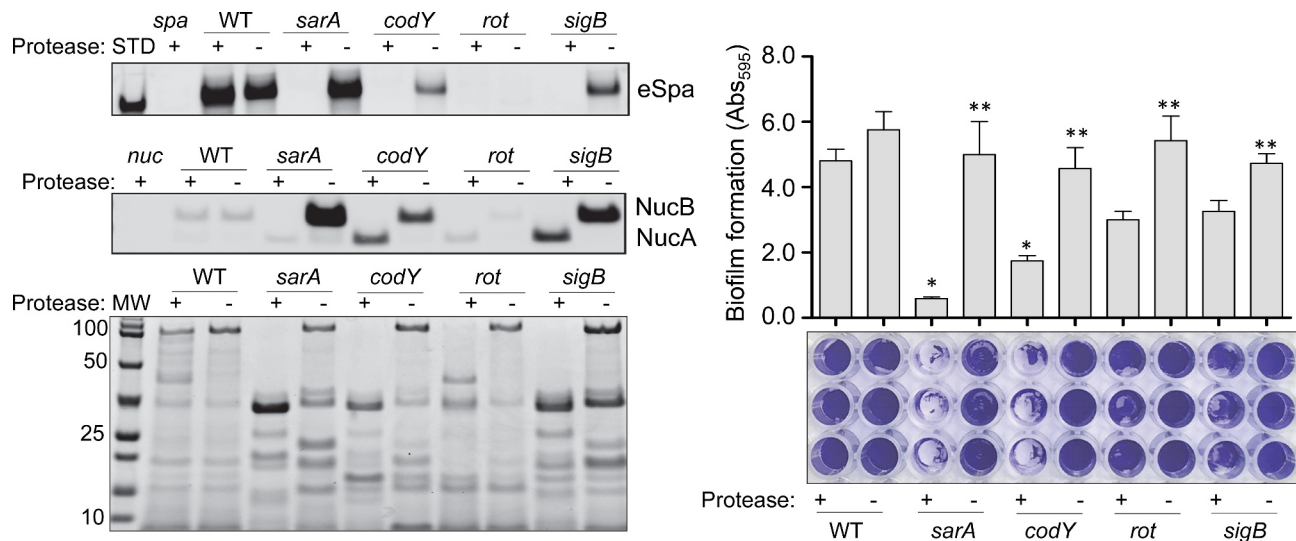 spa WT sarA codY rot sigB
Protease: STD + + - + - + - + - + -
eSpa
nuc WT sarA codY rot sigB
Protease: + + - + - + - + - + -
NucB
NucA
WT sarA codY rot sigB
Protease: MW + - + - + - + - + -
100
50
25
10
Biofilm formation (Abs595)
8.0
6.0
4.0
2.0
0.0
* ** * ** ** **
Protease: + - + - + - + - + -
WT sarA codY rot sigB